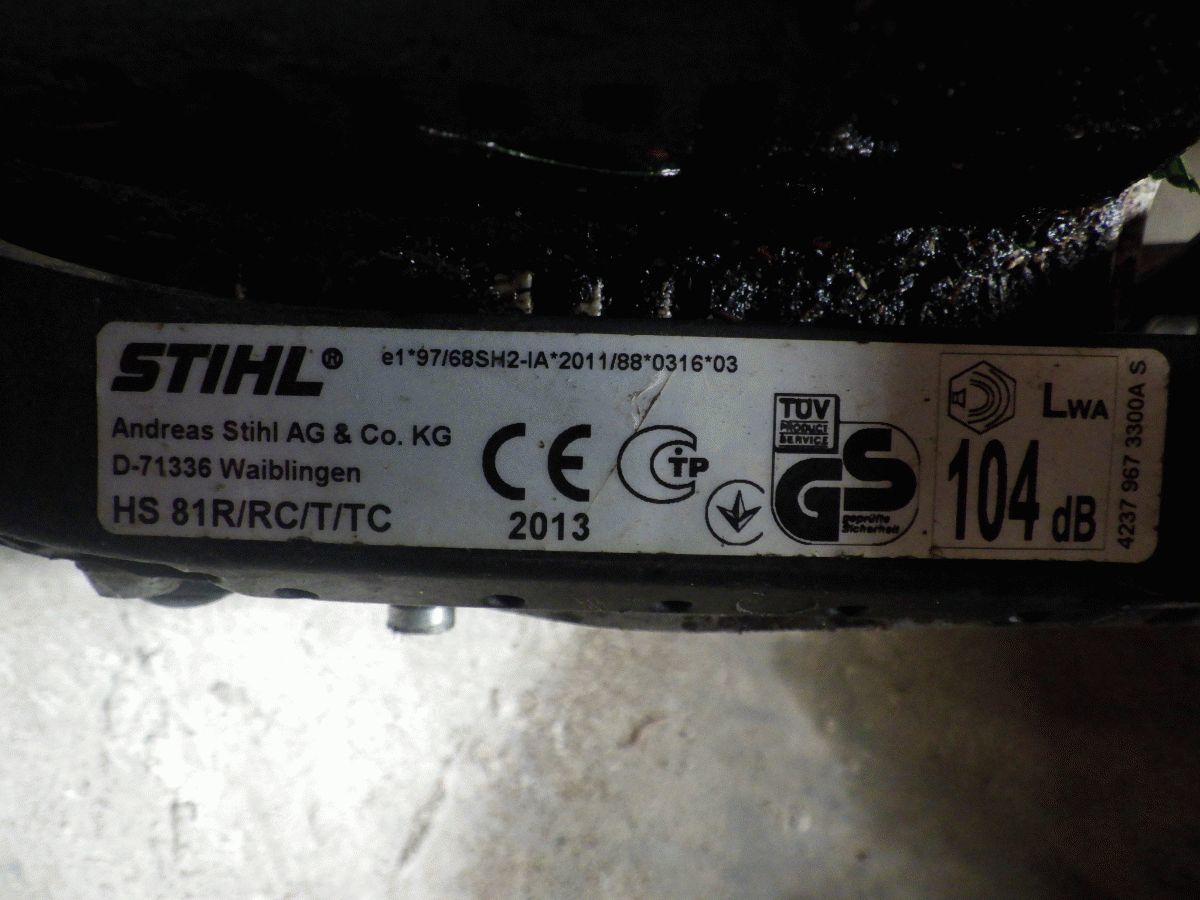 STIHL®
e1*97/68SH2-IA*2011/88*0316*03
Andreas Stihl AG & Co. KG
D-71336 Waiblingen
HS 81R/RC/T/TC
CE
2013
TP
TÜV
PRODUCT
SERVICE
GS
geprüfte
Sicherheit
LWA
104 dB
4237 967 3300A S